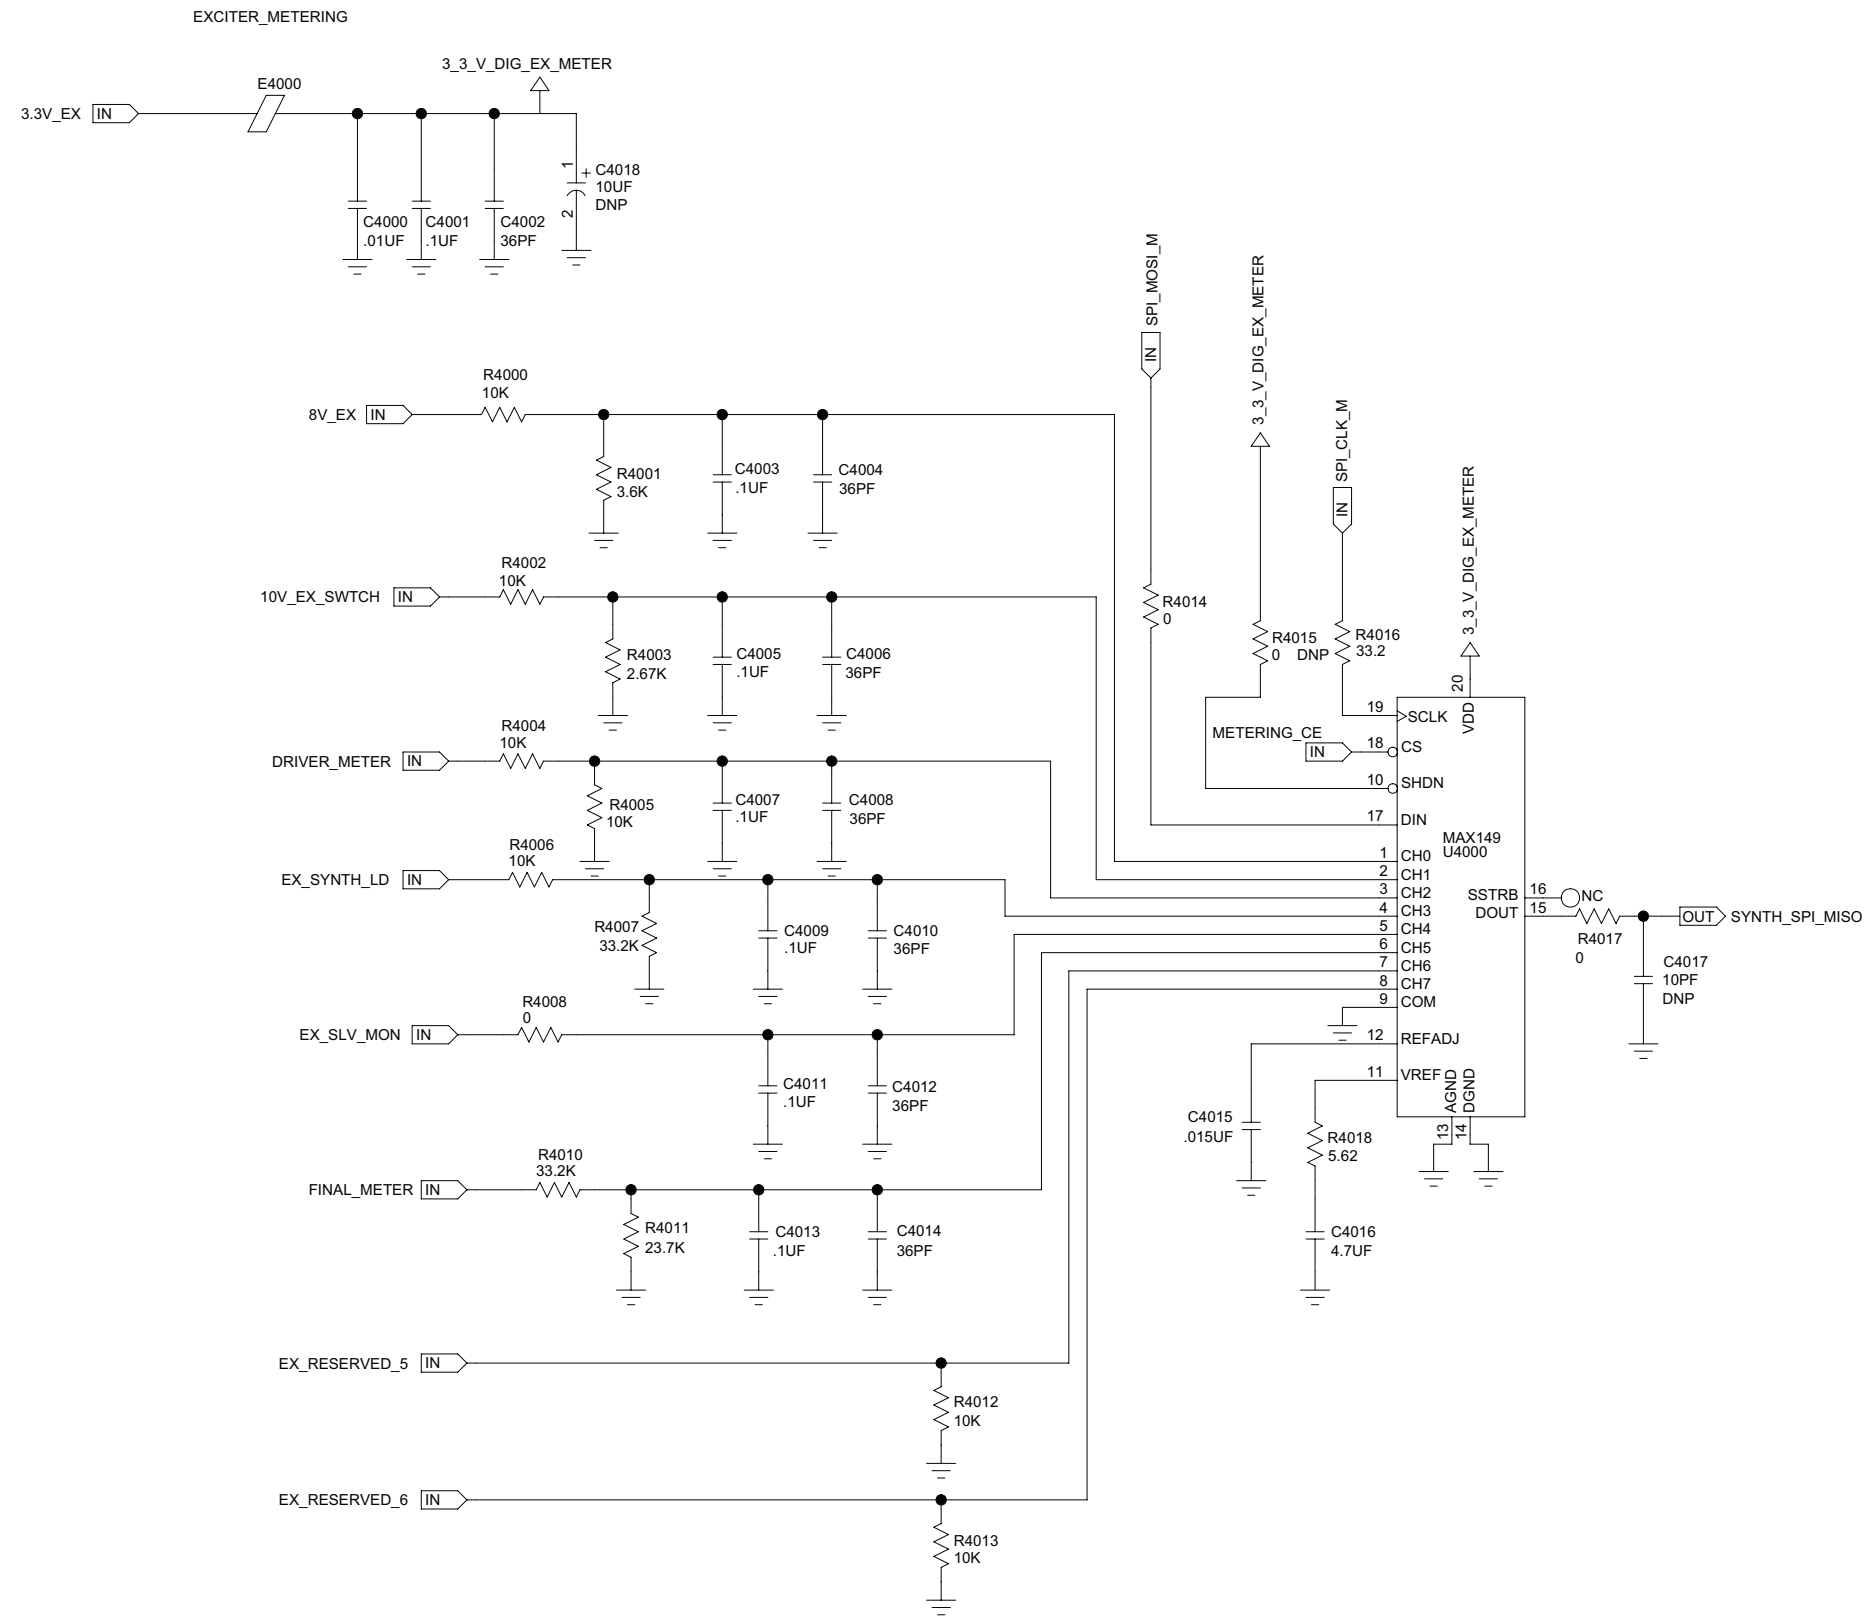 EXCITER_METERING
3_3_V_DIG_EX_METER
E4000
3.3V_EX
IN
1
+
C4018
10UF
DNP
2
C4000
.01UF
C4001
.1UF
C4002
36PF
SPI_MOSI_M
IN
3_3_V_DIG_EX_METER
SPI_CLK_M
IN
3_3_V_DIG_EX_METER
R4000
10K
8V_EX
IN
R4001
3.6K
C4003
.1UF
C4004
36PF
R4002
10K
10V_EX_SWTCH
IN
R4003
2.67K
C4005
.1UF
C4006
36PF
R4014
0
R4015
0
DNP
R4016
33.2
R4004
10K
DRIVER_METER
IN
R4005
10K
C4007
.1UF
C4008
36PF
R4006
10K
EX_SYNTH_LD
IN
R4007
33.2K
C4009
.1UF
C4010
36PF
R4008
0
EX_SLV_MON
IN
C4011
.1UF
C4012
36PF
R4010
33.2K
FINAL_METER
IN
R4011
23.7K
C4013
.1UF
C4014
36PF
EX_RESERVED_5
IN
R4012
10K
EX_RESERVED_6
IN
R4013
10K
20
VDD
19
SCLK
METERING_CE
IN
18
CS
10
SHDN
17
DIN
MAX149
U4000
1
CH0
2
CH1
3
CH2
4
CH3
5
CH4
6
CH5
7
CH6
8
CH7
9
COM
12
REFADJ
11
VREF
AGND
DGND
13
14
SSTRB
16
NC
DOUT
15
R4017
0
OUT
SYNTH_SPI_MISO
C4017
10PF
DNP
C4015
.015UF
R4018
5.62
C4016
4.7UF